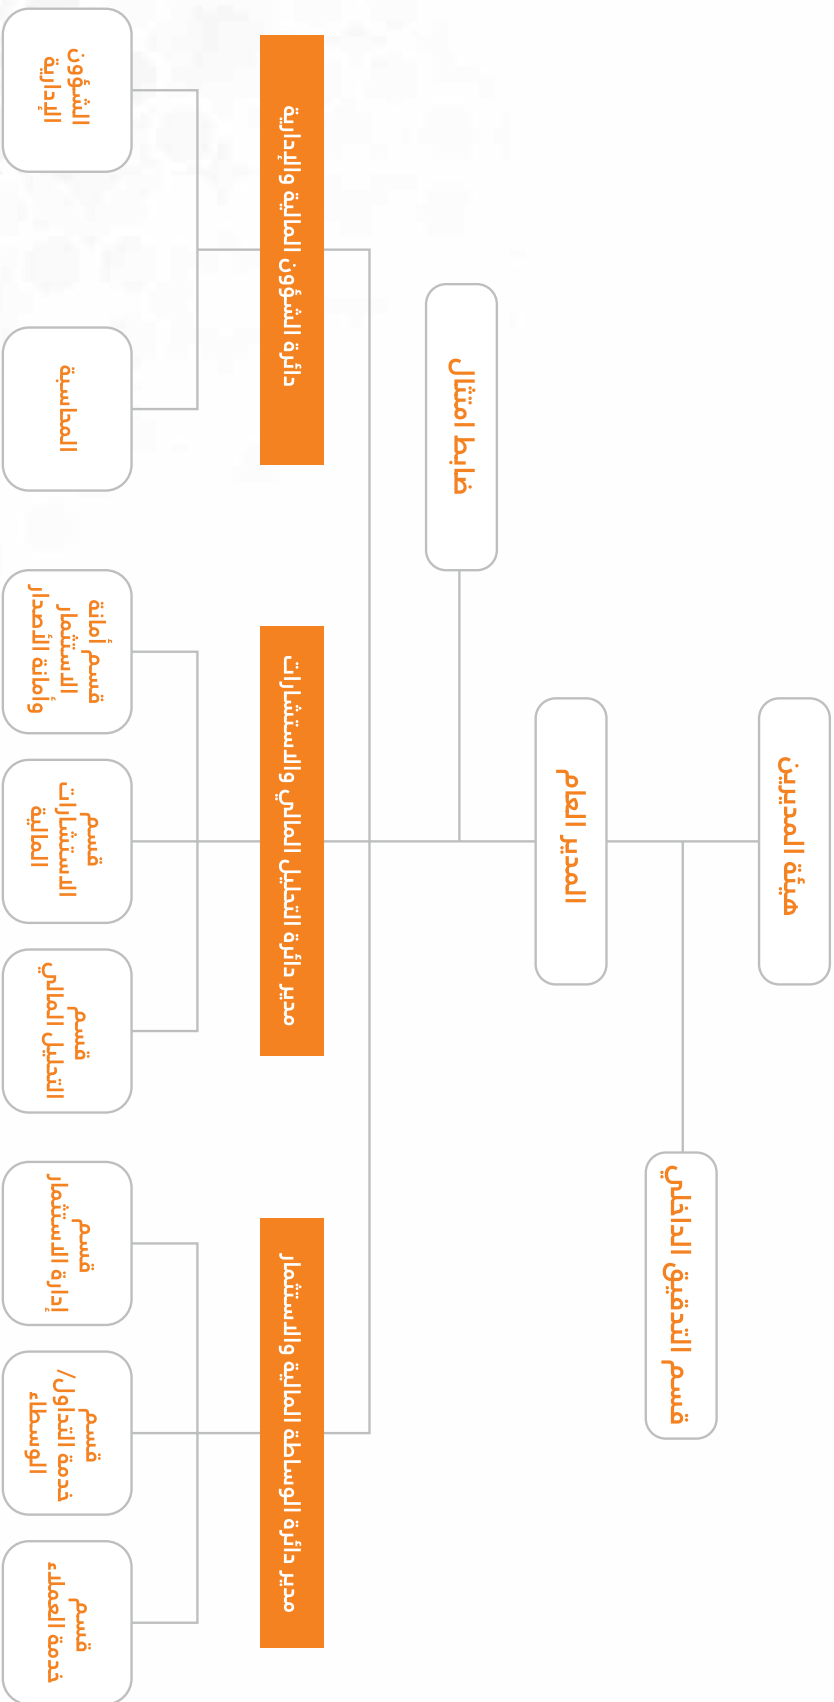 هيئة المديرين
قسم التدقيق الداخلي
المدير العام
ضابط امتثال
مدير دائرة الوساطة المالية والاستثمار
مدير دائرة التحليل المالي والاستشارات
دائرة الشؤون المالية والإدارية
قسم
خدمة العملاء
قسم
خدمة التداول/
الوسطاء
قسم
إدارة الاستثمار
قسم
التحليل المالي
قسم
الاستشارات
المالية
قسم أمانة
الاستثمار
وأمانة الأصدار
المحاسبة
الشؤون
الإدارية